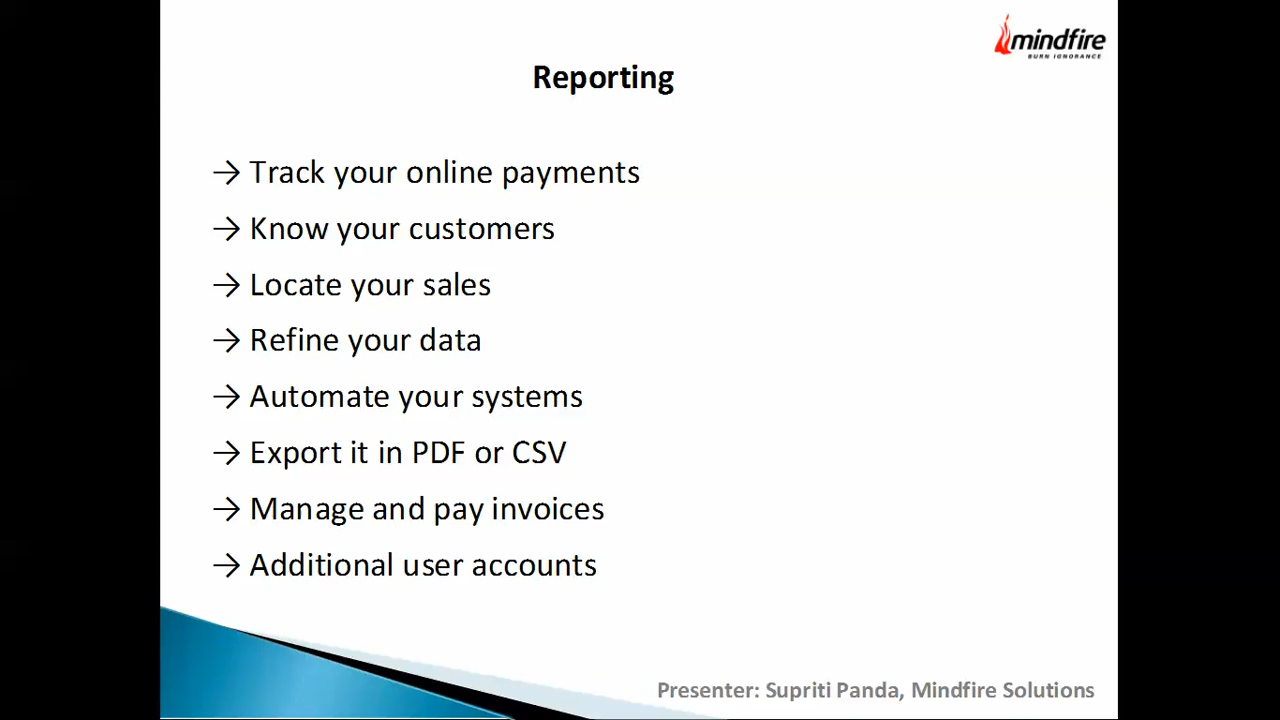 mindfire
BURN IGNORANCE
Reporting
→ Track your online payments
→ Know your customers
→ Locate your sales
→ Refine your data
→ Automate your systems
→ Export it in PDF or CSV
→ Manage and pay invoices
→ Additional user accounts
Presenter: Supriti Panda, Mindfire Solutions